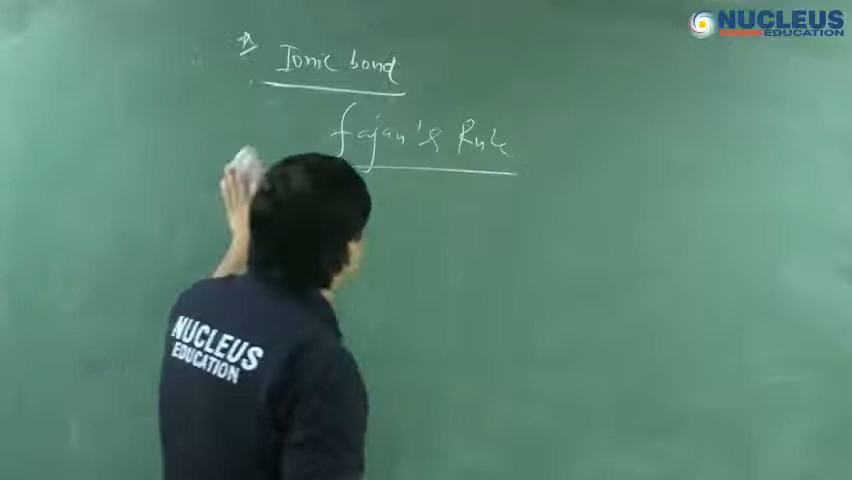 NUCLEUS
EDUCATION
Ionic bond
Fajan's Rule
NUCLEUS
EDUCATION